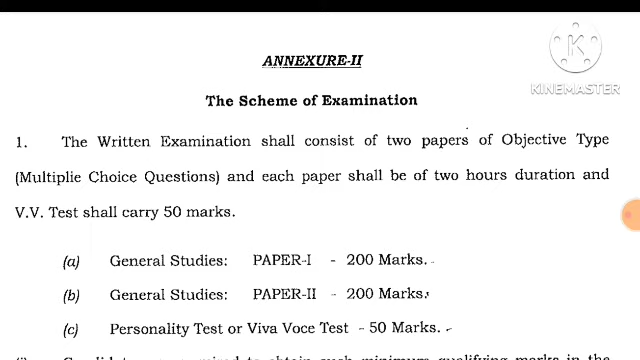 KINEMASTER
ANNEXURE-II
The Scheme of Examination
1. The Written Examination shall consist of two papers of Objective Type
(Multiplie Choice Questions) and each paper shall be of two hours duration and
V.V. Test shall carry 50 marks.
(a) General Studies: PAPER-I - 200 Marks.
(b) General Studies: PAPER-II - 200 Marks.
(c) Personality Test or Viva Voce Test - 50 Marks.